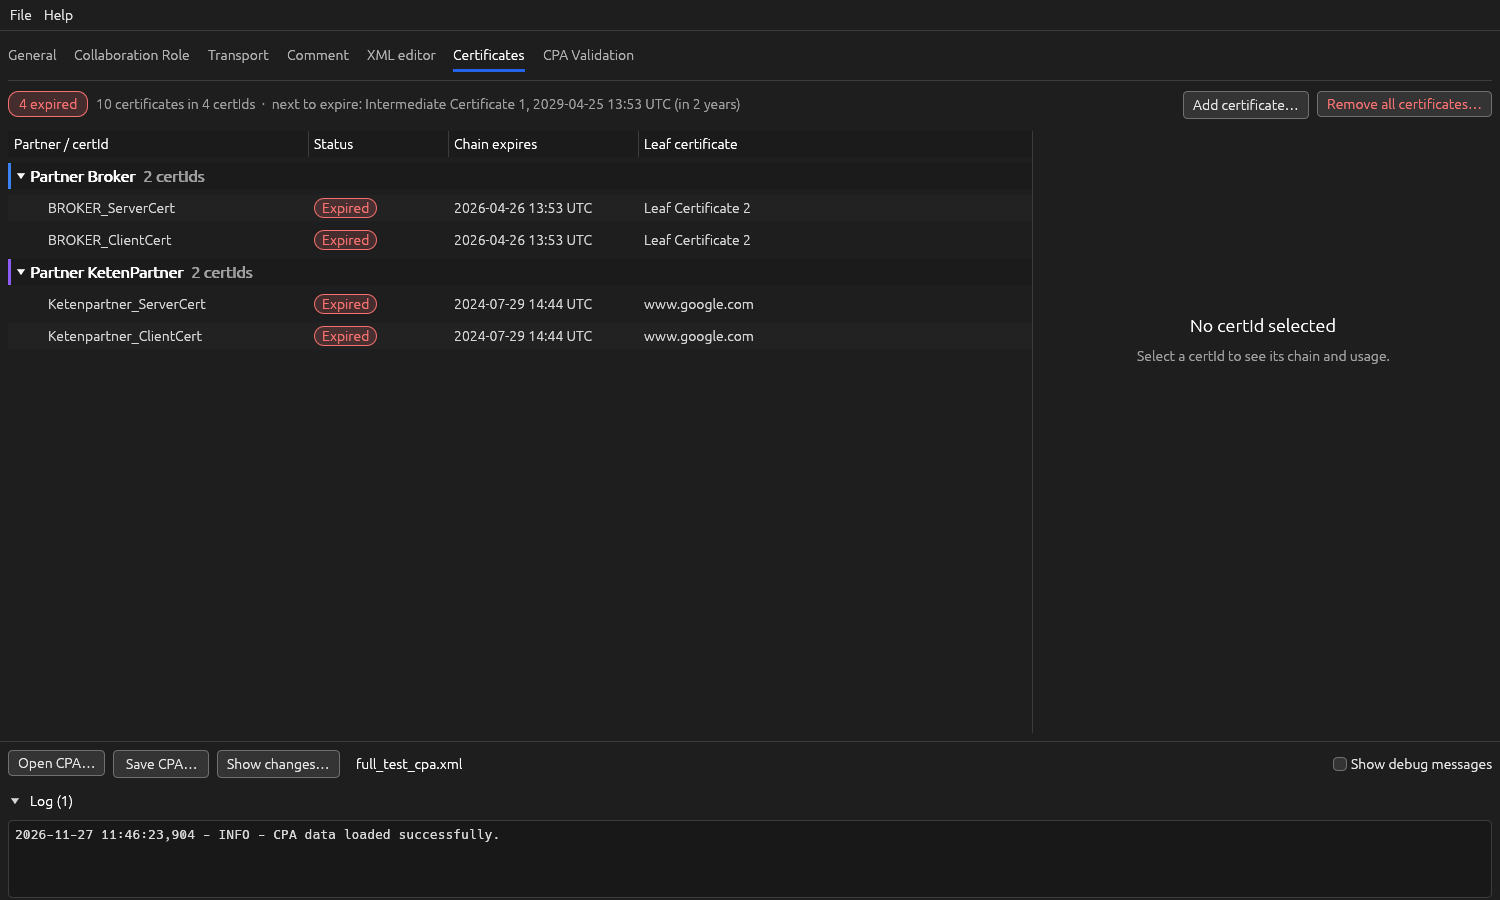 File Help
General Collaboration Role Transport Comment XML editor Certificates CPA Validation
4 expired 10 certificates in 4 certIds · next to expire: Intermediate Certificate 1, 2029-04-25 13:53 UTC (in 2 years) Add certificate... Remove all certificates...
Partner / certId Status Chain expires Leaf certificate
Partner Broker 2 certIds
BROKER_ServerCert Expired 2026-04-26 13:53 UTC Leaf Certificate 2
BROKER_ClientCert Expired 2026-04-26 13:53 UTC Leaf Certificate 2
Partner KetenPartner 2 certIds
Ketenpartner_ServerCert Expired 2024-07-29 14:44 UTC www.google.com
Ketenpartner_ClientCert Expired 2024-07-29 14:44 UTC www.google.com
No certId selected
Select a certId to see its chain and usage.
Open CPA... Save CPA... Show changes... full_test_cpa.xml Show debug messages
Log (1)
2026-11-27 11:46:23,904 - INFO - CPA data loaded successfully.